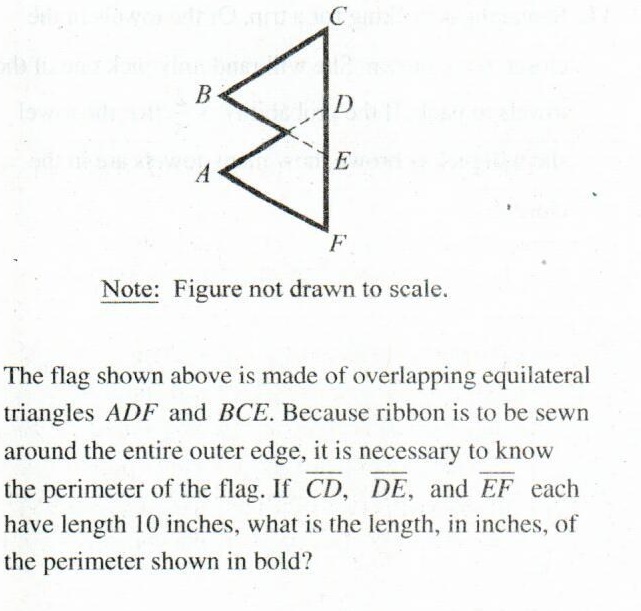 C
B
D
E
A
F
Note: Figure not drawn to scale.
The flag shown above is made of overlapping equilateral
triangles ADF and BCE. Because ribbon is to be sewn
around the entire outer edge, it is necessary to know
the perimeter of the flag. If CD, DE, and EF each
have length 10 inches, what is the length, in inches, of
the perimeter shown in bold?